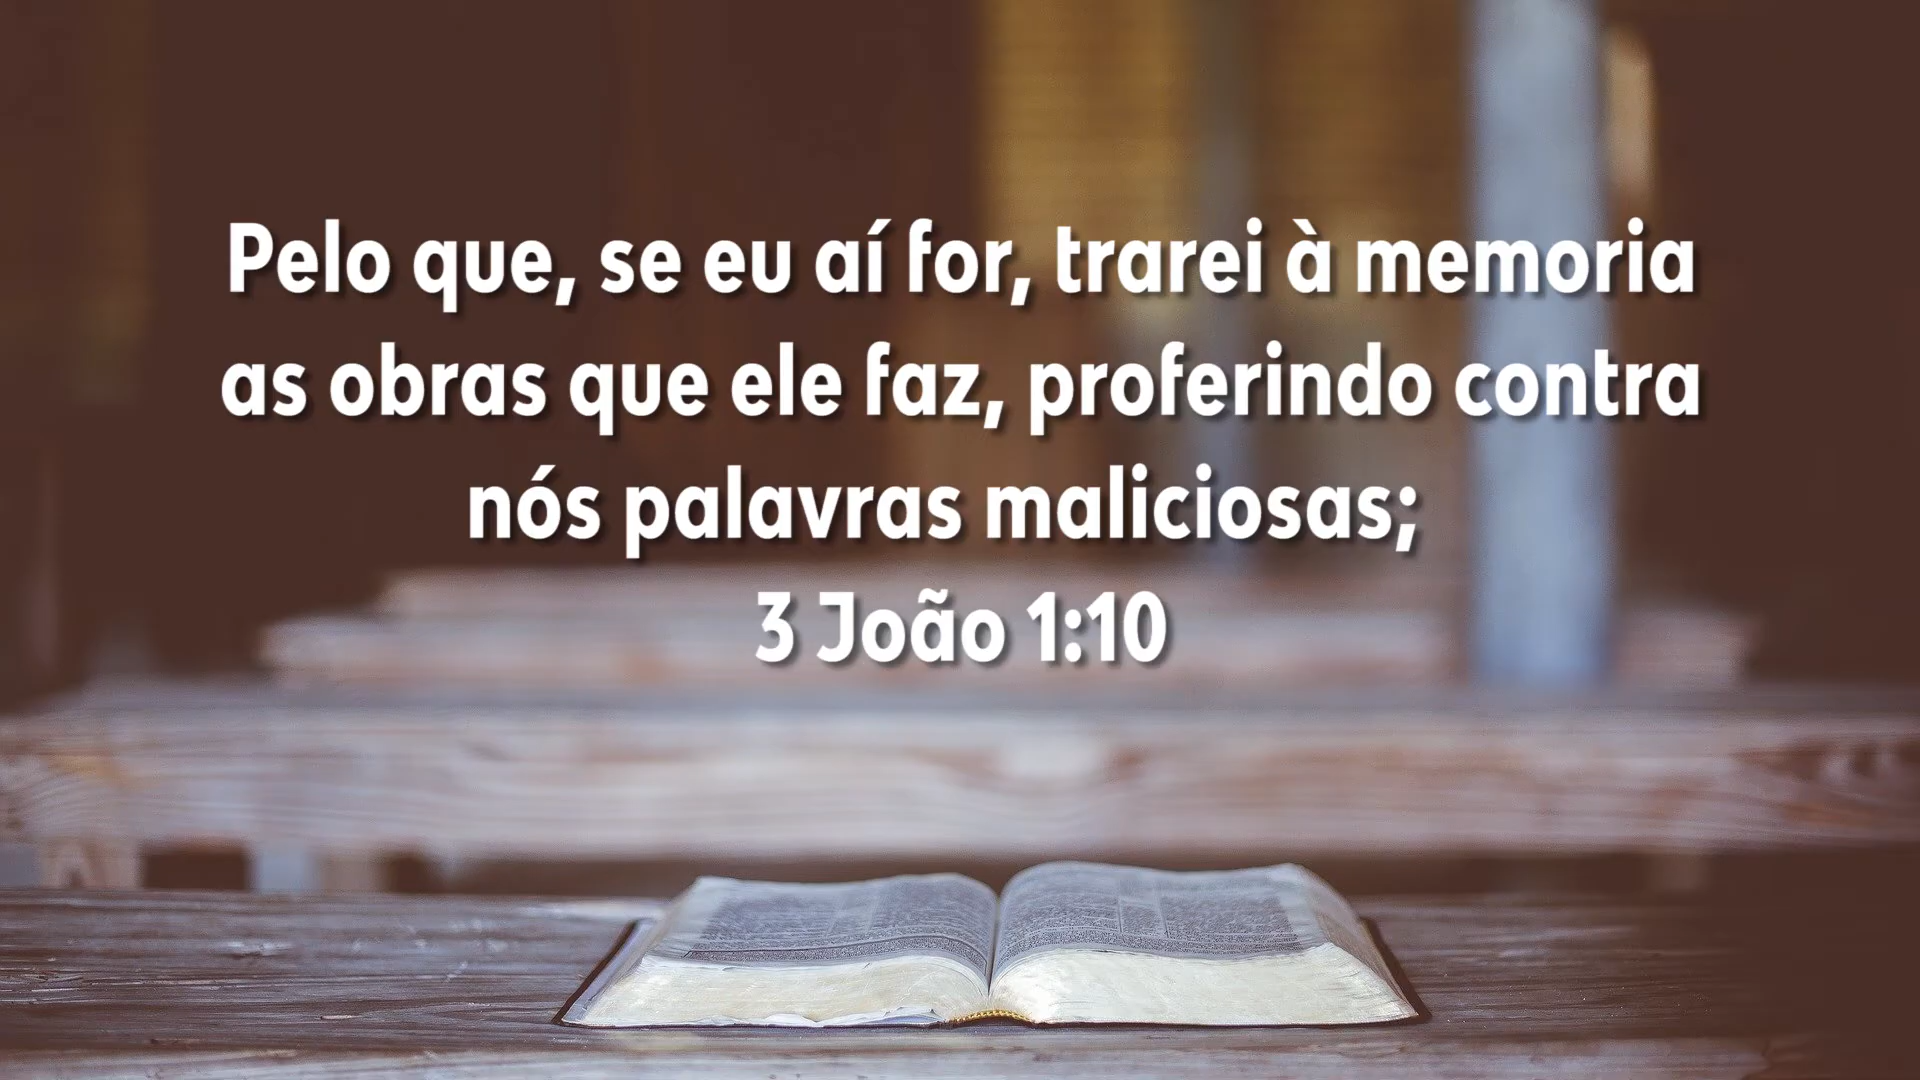 Pelo que, se eu aí for, trarei à memoria
as obras que ele faz, proferindo contra
nós palavras maliciosas;
3 João 1:10